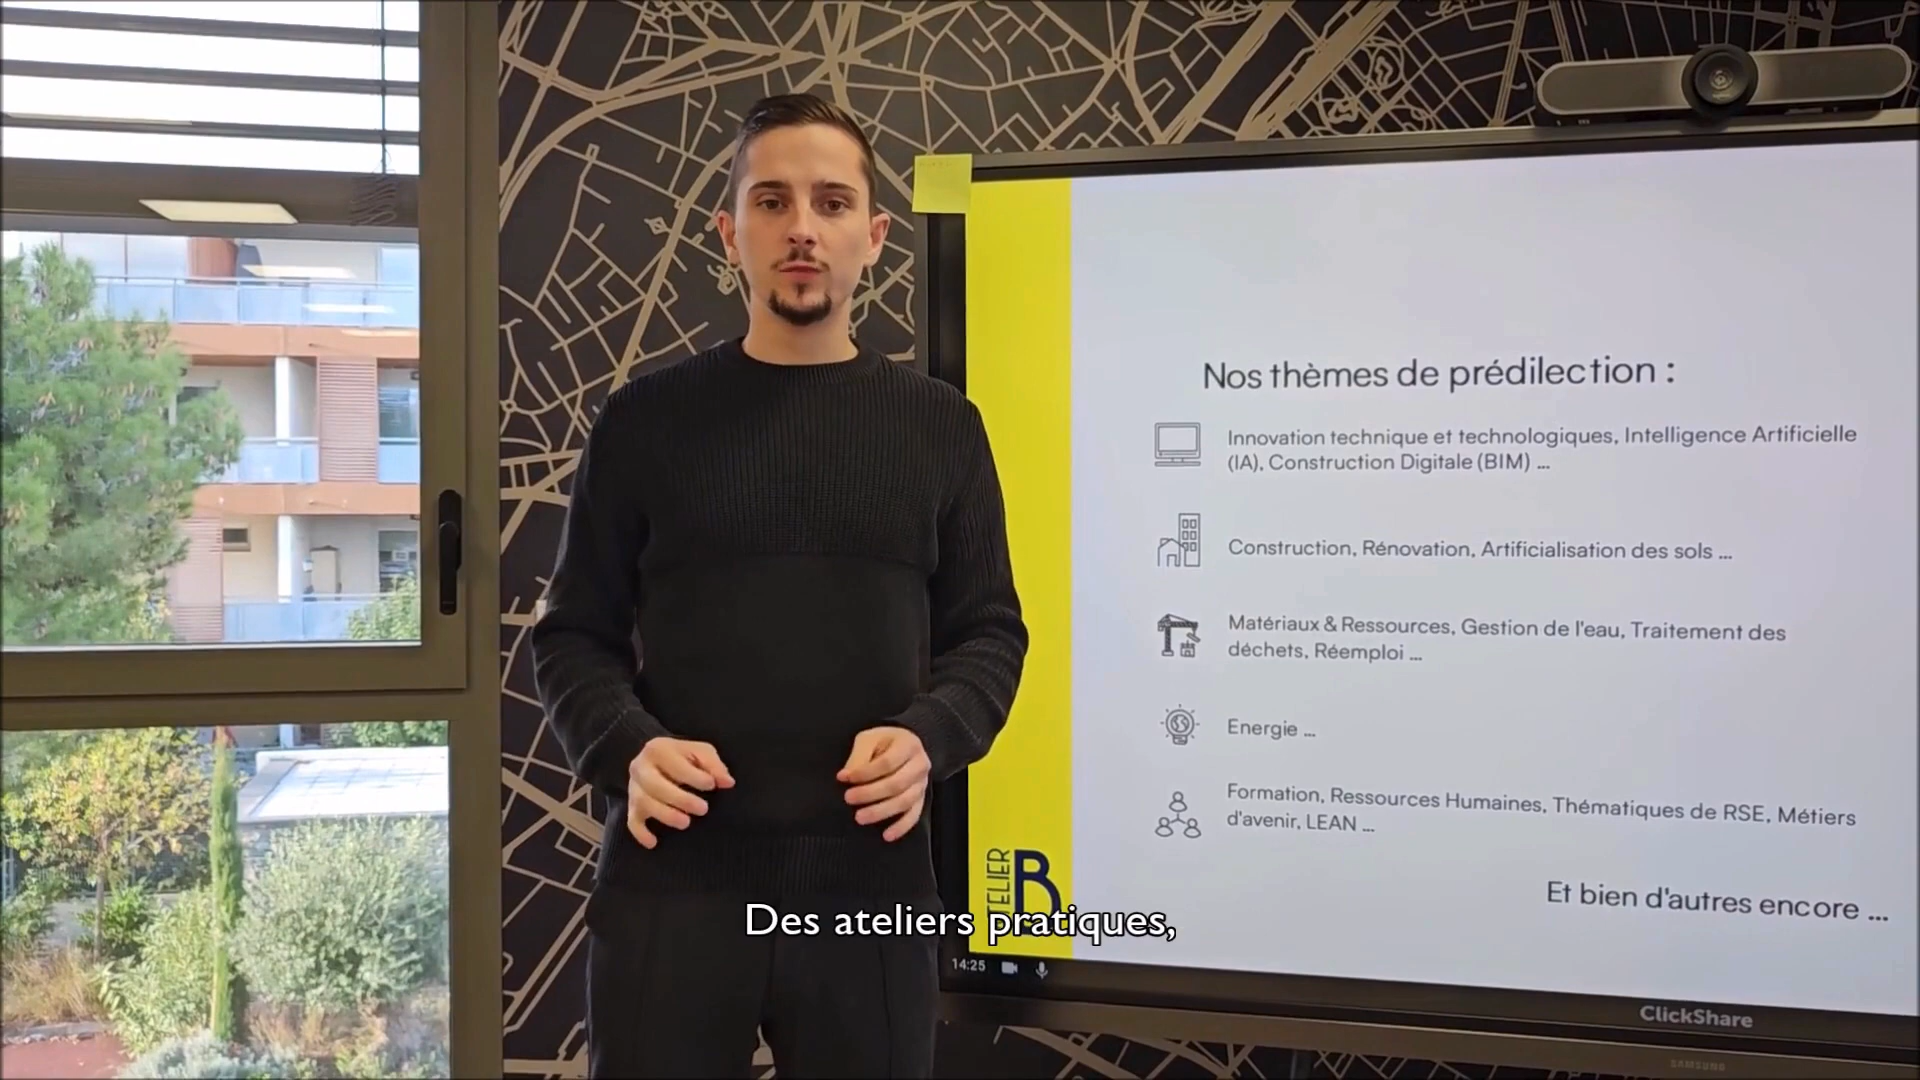 Nos thèmes de prédilection :
Innovation technique et technologiques, Intelligence Artificielle
(IA), Construction Digitale (BIM) ...
Construction, Rénovation, Artificialisation des sols ...
Matériaux & Ressources, Gestion de l'eau, Traitement des
déchets, Réemploi ...
Energie ...
Formation, Ressources Humaines, Thématiques de RSE, Métiers
d'avenir, LEAN ...
Et bien d'autres encore ...
TELIER
B
Des ateliers pratiques,
14:25
ClickShare
SAMSUNG